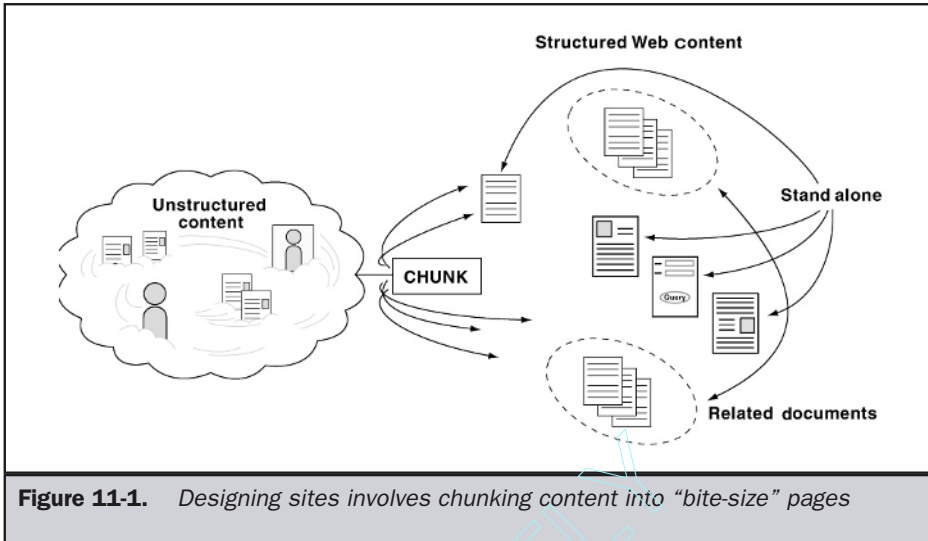 Structured Web content
Unstructured
content
Stand alone
CHUNK
Query
Related documents
Figure 11-1. Designing sites involves chunking content into “bite-size” pages